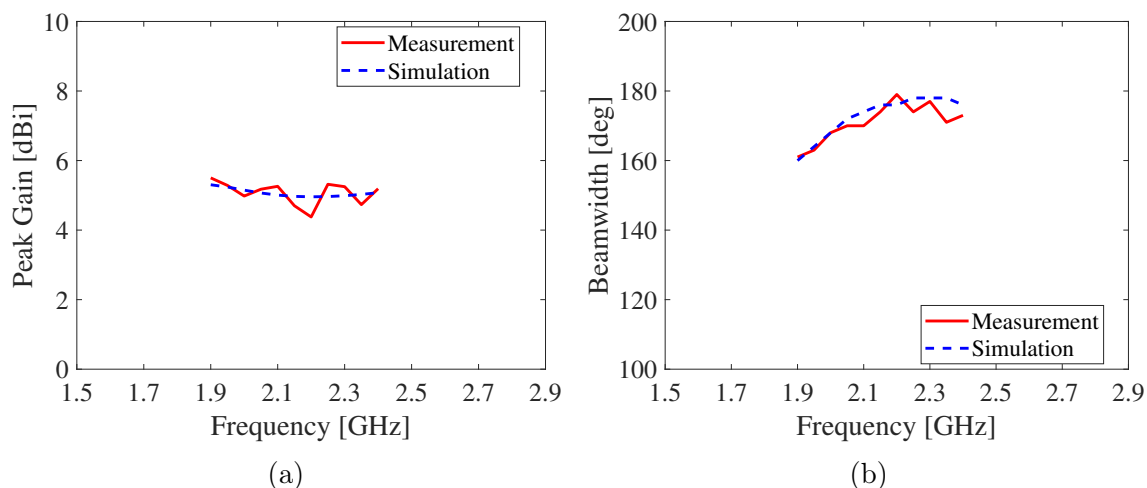 10
8
6
4
2
0
Peak Gain [dBi]
Measurement
Simulation
1.5 1.7 1.9 2.1 2.3 2.5 2.7 2.9
Frequency [GHz]
(a)
200
180
160
140
120
100
Beamwidth [deg]
Measurement
Simulation
1.5 1.7 1.9 2.1 2.3 2.5 2.7 2.9
Frequency [GHz]
(b)